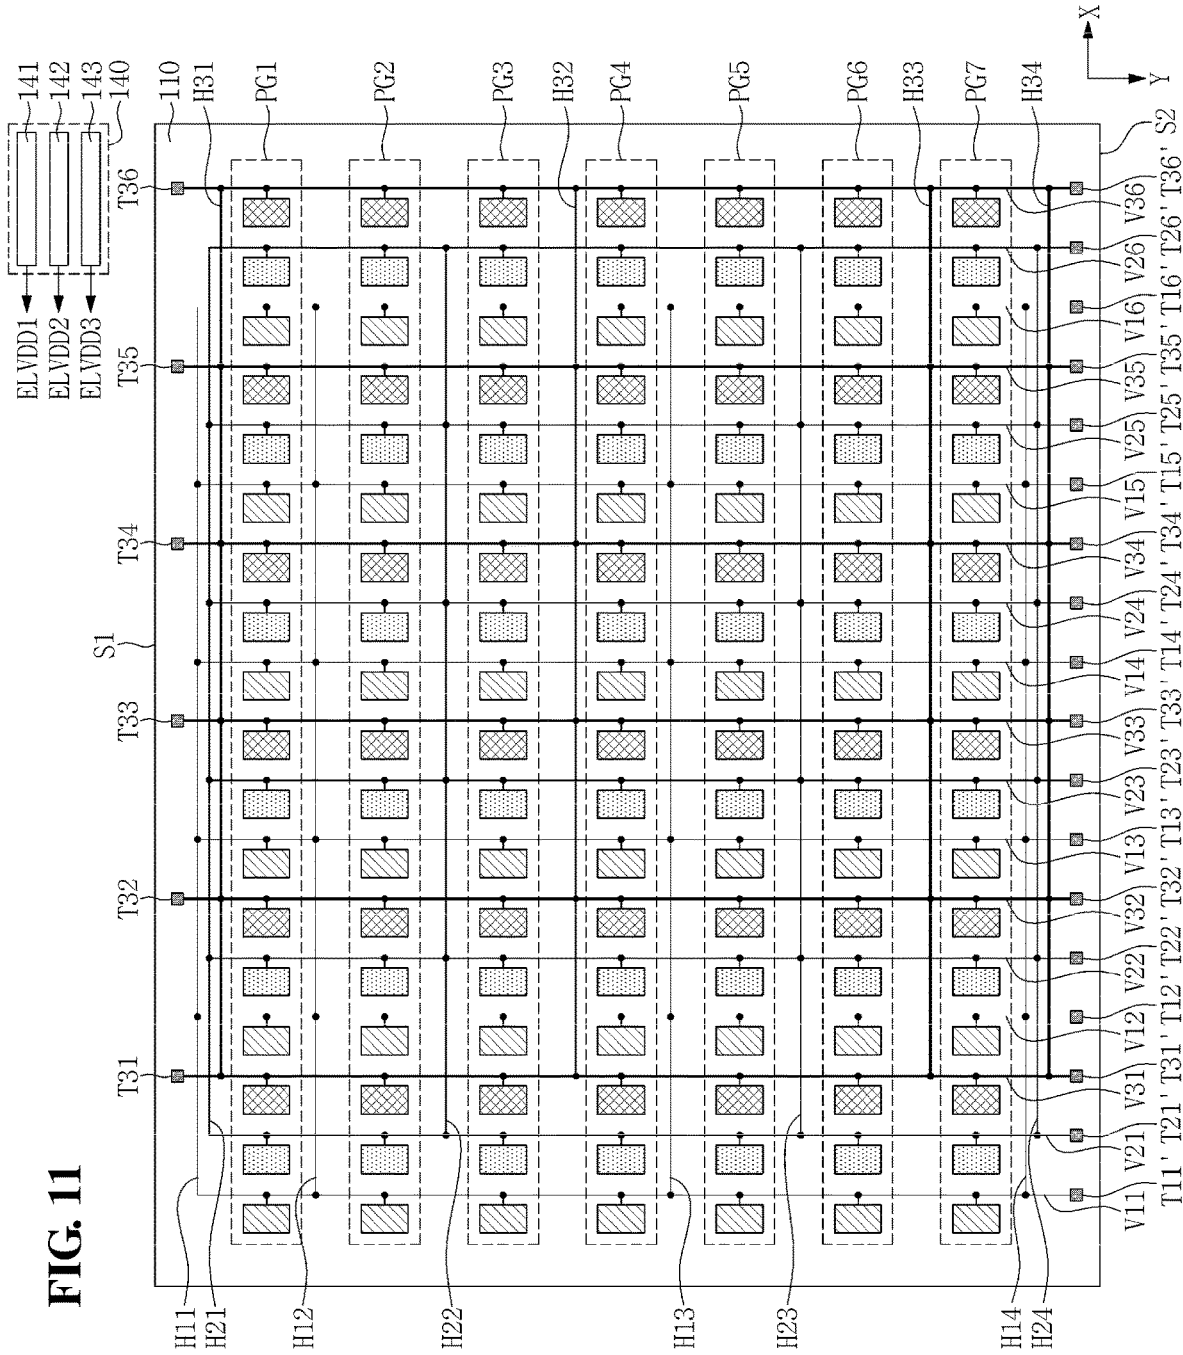 FIG. 11
141
142
143
140
ELVDD1
ELVDD2
ELVDD3
110
H31
PG1
PG2
PG3
H32
PG4
PG5
PG6
H33
PG7
H34
X
Y
S1
S2
T31
T32
T33
T34
T35
T36
H11
H21
H12
H22
H13
H23
H14
H24
V11
V21
V31
V12
V22
V32
V13
V23
V33
V14
V24
V34
V15
V25
V35
V16
V26
V36
T11'
T21'
T31'
T12'
T22'
T32'
T13'
T23'
T33'
T14'
T24'
T34'
T15'
T25'
T35'
T16'
T26'
T36'